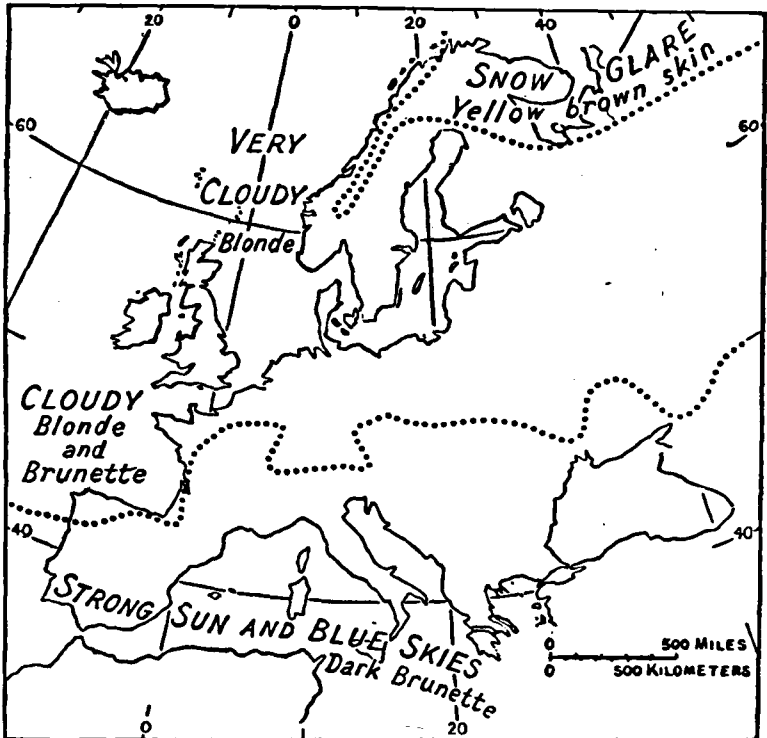 20 0 20 40
SNOW GLARE
Yellow brown skin
60 60
VERY
CLOUDY
Blonde
CLOUDY
Blonde
and
Brunette
40 40
STRONG SUN AND BLUE SKIES
Dark Brunette
0 500 MILES
0 500 KILOMETERS
0 20